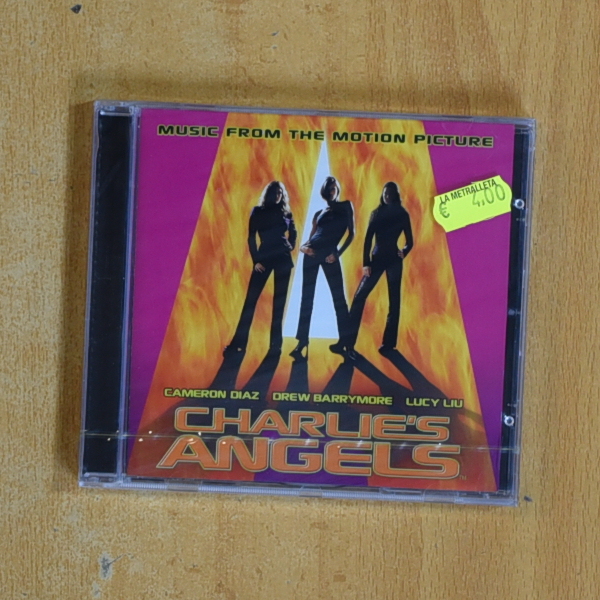 MUSIC FROM THE MOTION PICTURE
LA METRALLETA
€ 4.00
CAMERON DIAZ DREW BARRYMORE LUCY LIU
CHARLIE'S
ANGELS